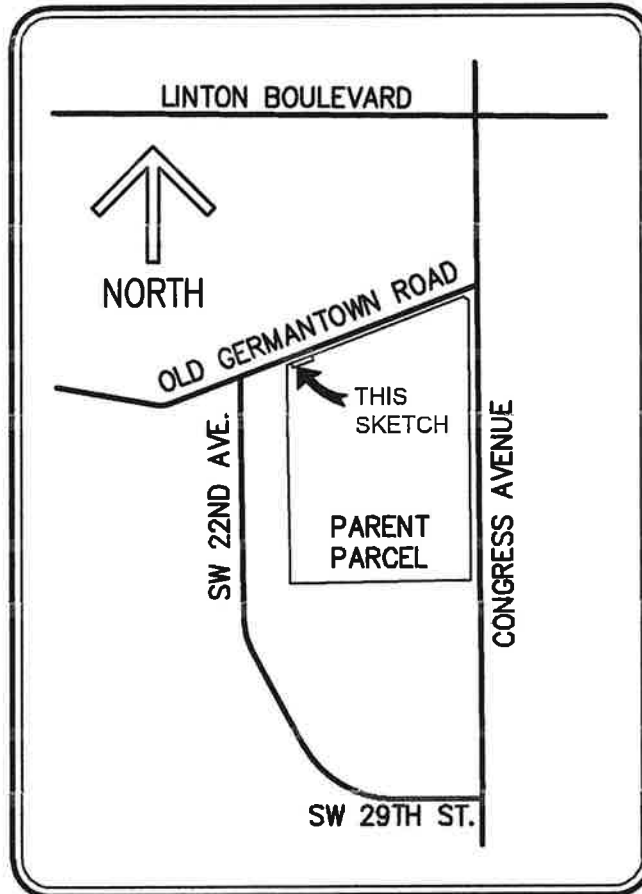 LINTON BOULEVARD
NORTH
OLD GERMANTOWN ROAD
THIS
SKETCH
SW 22ND AVE.
PARENT
PARCEL
CONGRESS AVENUE
SW 29TH ST.